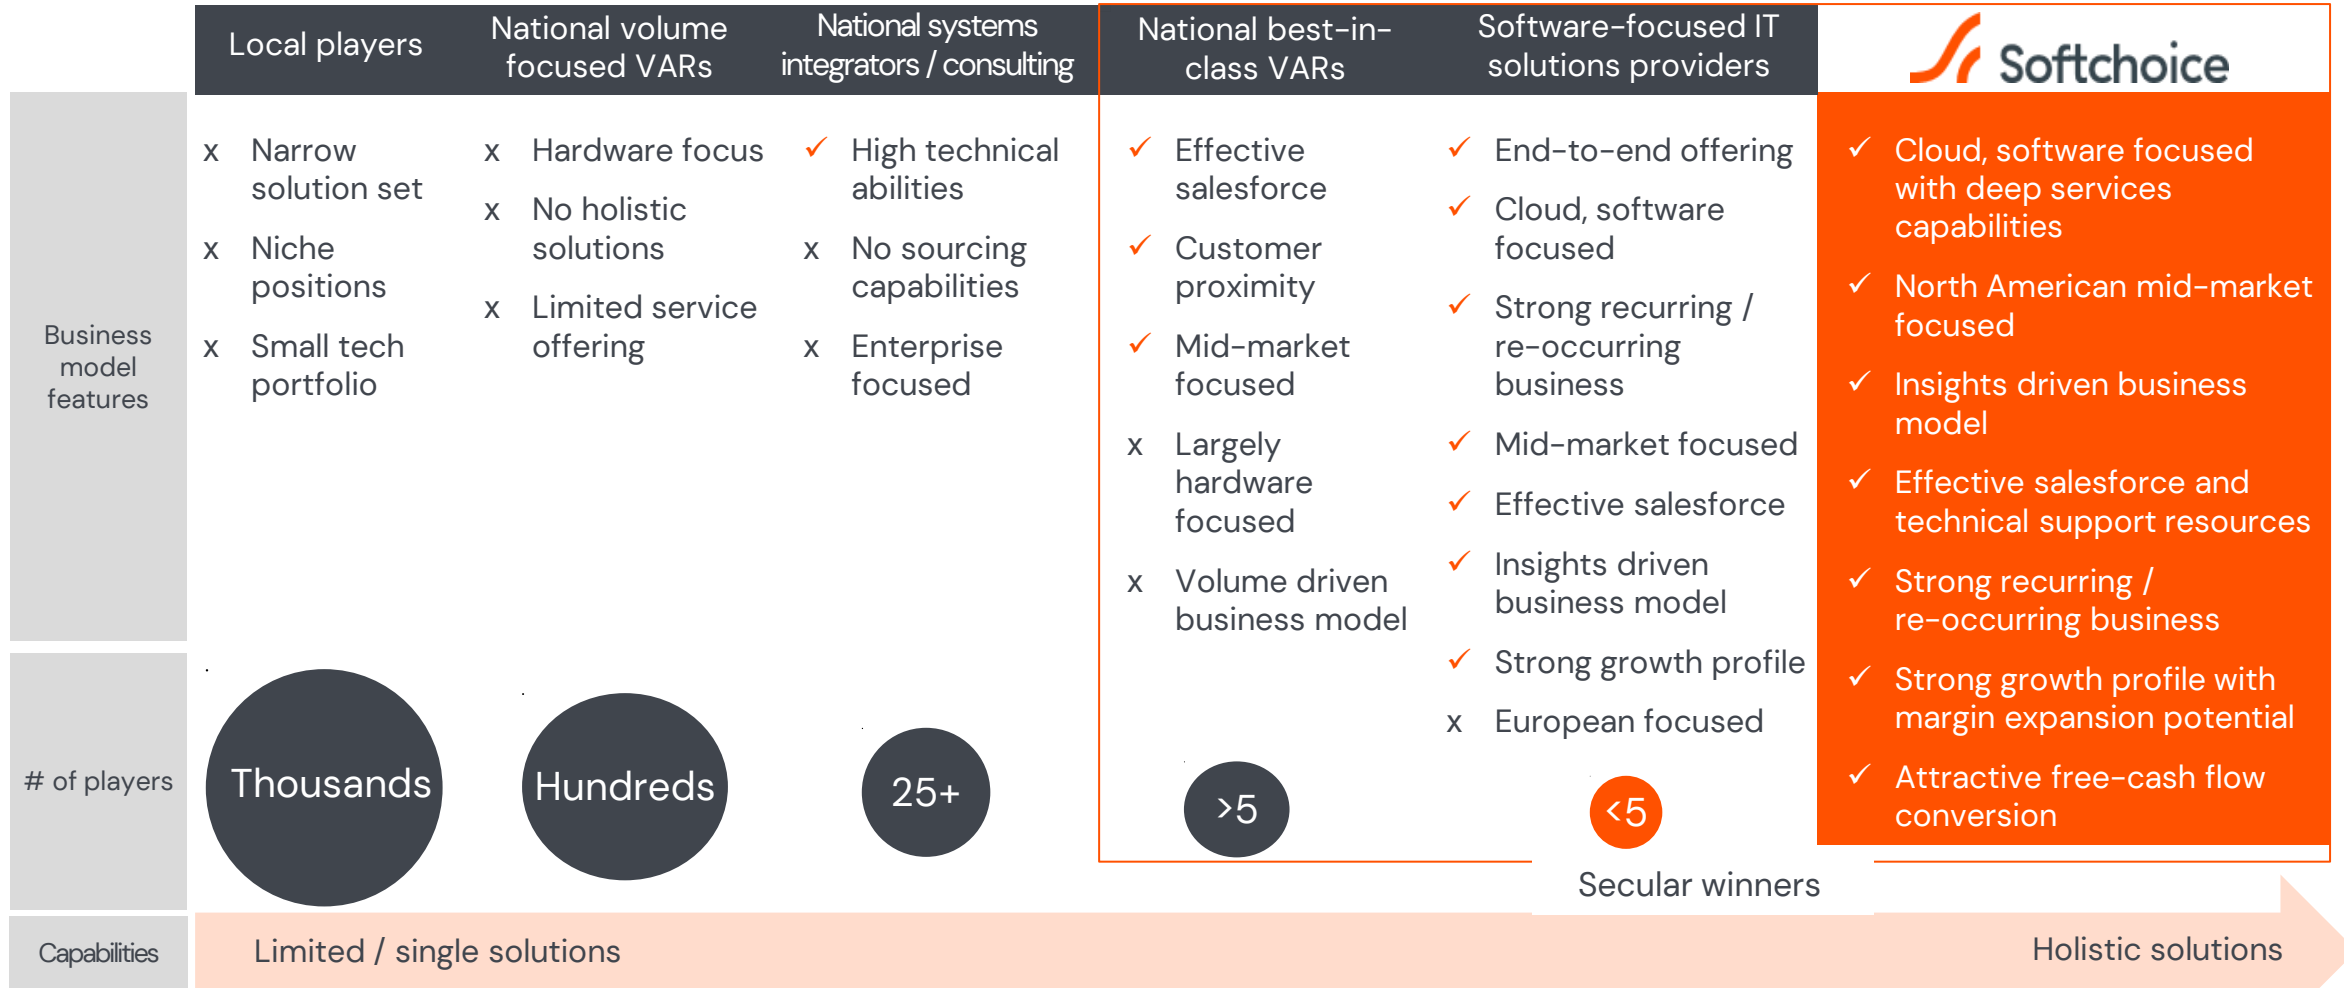 Local players
National volume
focused VARs
National systems
integrators / consulting
National best-in-
class VARs
Software-focused IT
solutions providers
Softchoice
Business
model
features
x Narrow
solution set
x Niche
positions
x Small tech
portfolio
x Hardware focus
x No holistic
solutions
x Limited service
offering
✓ High technical
abilities
x No sourcing
capabilities
x Enterprise
focused
✓ Effective
salesforce
✓ Customer
proximity
✓ Mid-market
focused
x Largely
hardware
focused
x Volume driven
business model
✓ End-to-end offering
✓ Cloud, software
focused
✓ Strong recurring /
re-occurring
business
✓ Mid-market focused
✓ Effective salesforce
✓ Insights driven
business model
✓ Strong growth profile
x European focused
✓ Cloud, software focused
with deep services
capabilities
✓ North American mid-market
focused
✓ Insights driven business
model
✓ Effective salesforce and
technical support resources
✓ Strong recurring /
re-occurring business
✓ Strong growth profile with
margin expansion potential
✓ Attractive free-cash flow
conversion
# of players
Thousands
Hundreds
25+
>5
<5
Secular winners
Capabilities
Limited / single solutions
Holistic solutions